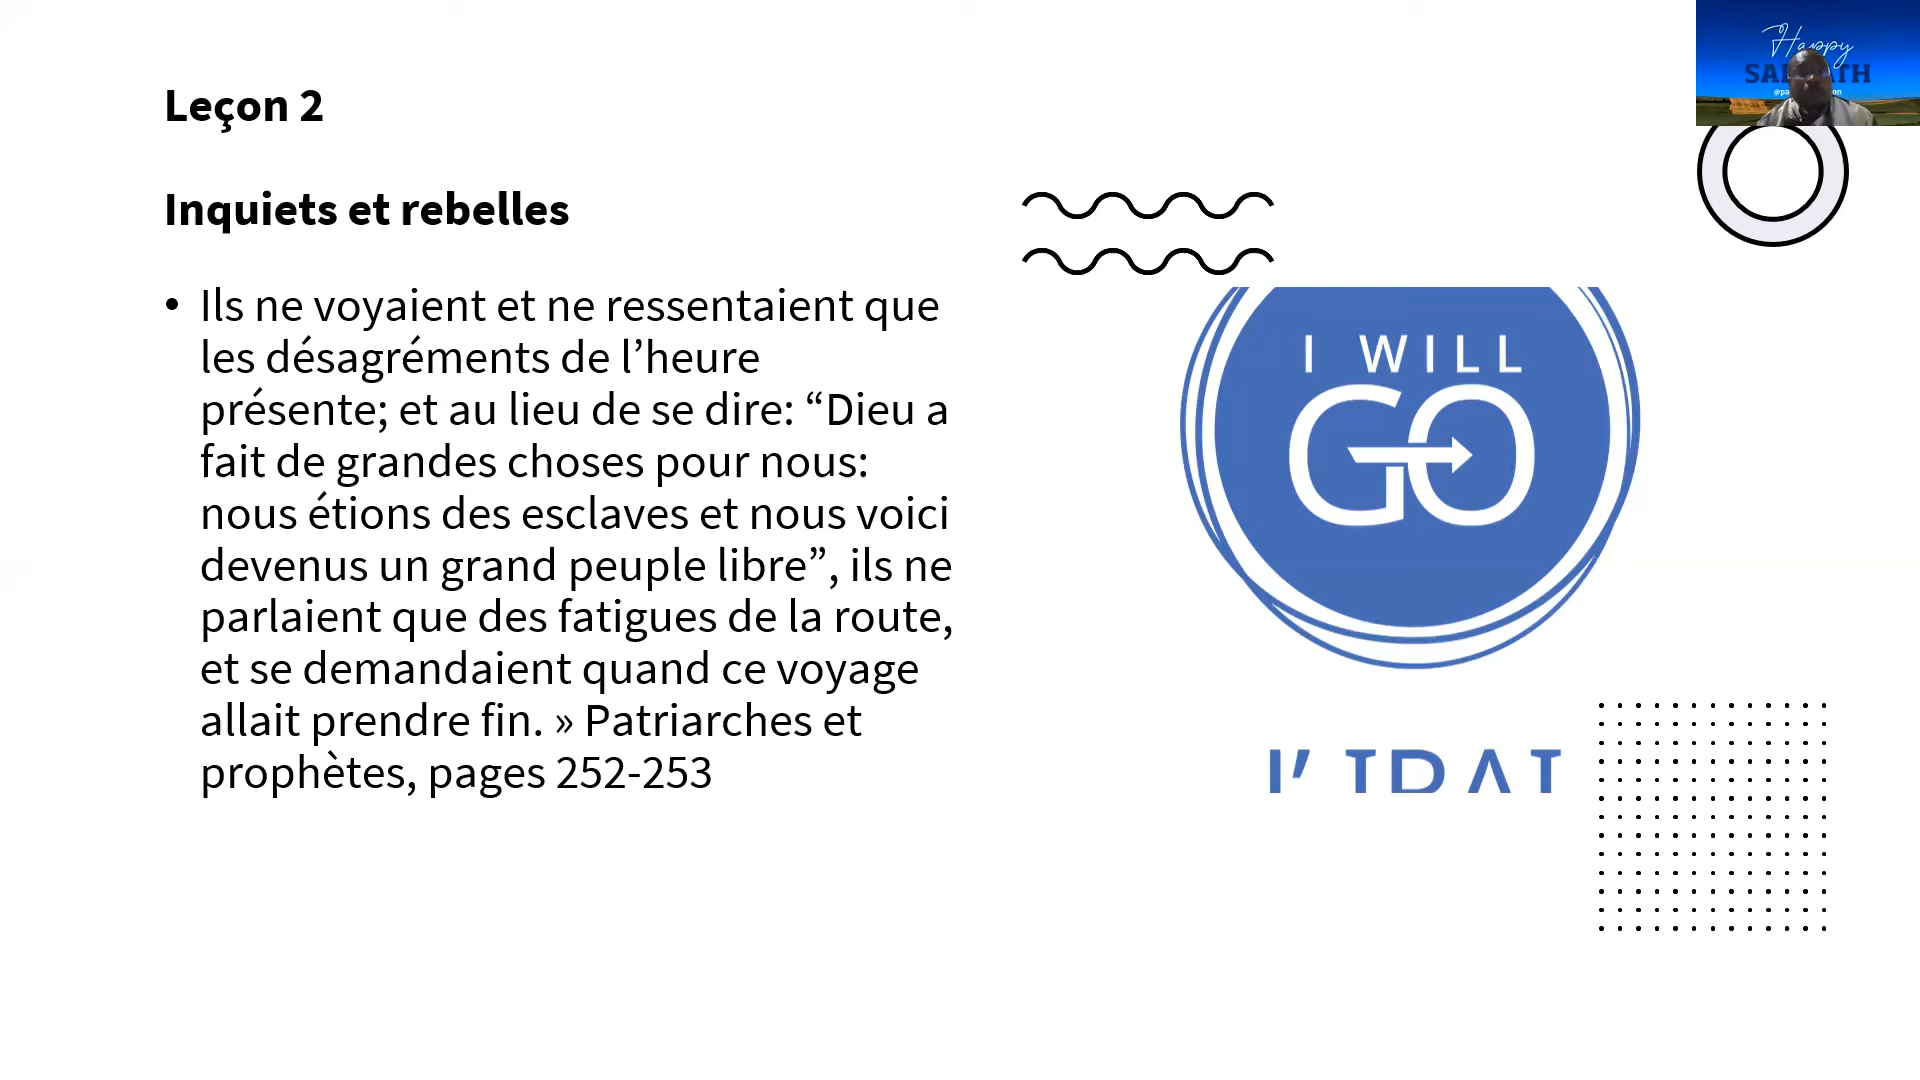 Leçon 2
Inquiets et rebelles
• Ils ne voyaient et ne ressentaient que
les désagréments de l’heure
présente; et au lieu de se dire: “Dieu a
fait de grandes choses pour nous:
nous étions des esclaves et nous voici
devenus un grand peuple libre”, ils ne
parlaient que des fatigues de la route,
et se demandaient quand ce voyage
allait prendre fin. » Patriarches et
prophètes, pages 252-253
Happy
I WILL
GO